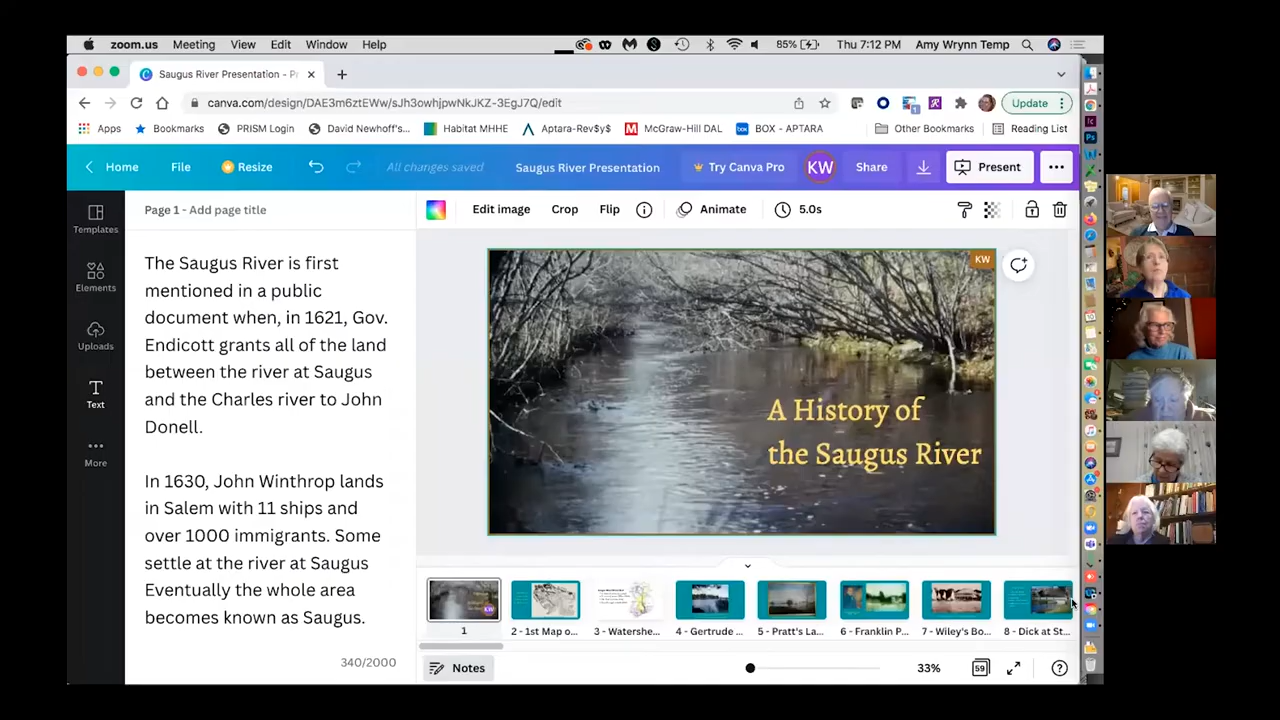 zoom.us Meeting View Edit Window Help 85% Thu 7:12 PM Amy Wrynn Temp
Saugus River Presentation - Pr
canva.com/design/DAE3m6ztEWw/sJh3owhjpwNkJKZ-3EgJ7Q/edit
Update
Apps Bookmarks PRISM Login David Newhoff's... Habitat MHHE Aptara-Rev$y$ McGraw-Hill DAL BOX - APTARA Other Bookmarks Reading List
Home File Resize All changes saved Saugus River Presentation Try Canva Pro KW Share Present
Templates
Elements
Uploads
Text
More
Page 1 - Add page title
The Saugus River is first
mentioned in a public
document when, in 1621, Gov.
Endicott grants all of the land
between the river at Saugus
and the Charles river to John
Donell.
In 1630, John Winthrop lands
in Salem with 11 ships and
over 1000 immigrants. Some
settle at the river at Saugus
Eventually the whole area
becomes known as Saugus.
340/2000
Edit image Crop Flip Animate 5.0s
KW
A History of
the Saugus River
1
2 - 1st Map o...
3 - Watershe...
4 - Gertrude ...
5 - Pratt's La...
6 - Franklin P...
7 - Wiley's Bo...
8 - Dick at St...
Notes 33% 59